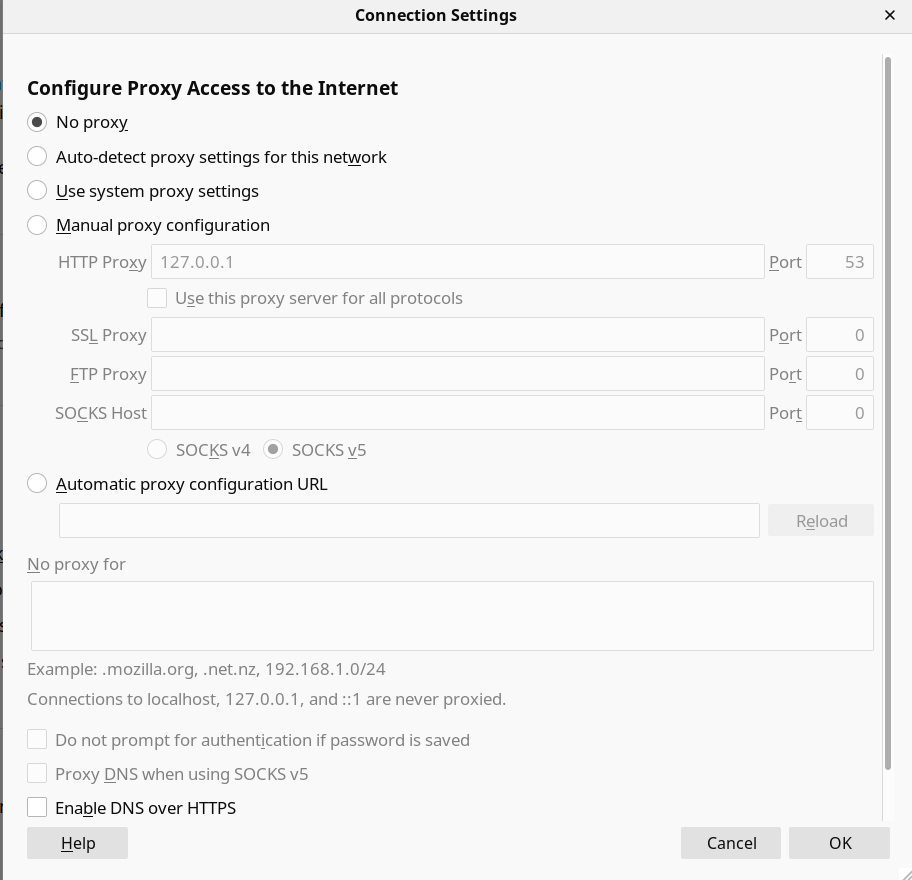 Connection Settings ×
Configure Proxy Access to the Internet
No proxy
Auto-detect proxy settings for this network
Use system proxy settings
Manual proxy configuration
HTTP Proxy 127.0.0.1 Port 53
Use this proxy server for all protocols
SSL Proxy Port 0
FTP Proxy Port 0
SOCKS Host Port 0
SOCKS v4 SOCKS v5
Automatic proxy configuration URL
Reload
No proxy for
Example: .mozilla.org, .net.nz, 192.168.1.0/24
Connections to localhost, 127.0.0.1, and ::1 are never proxied.
Do not prompt for authentication if password is saved
Proxy DNS when using SOCKS v5
Enable DNS over HTTPS
Help Cancel OK